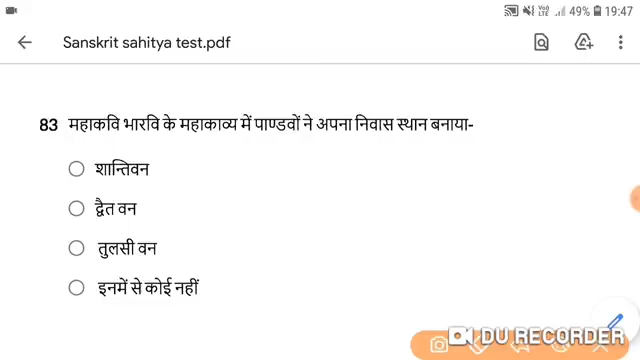 49% 19:47
Sanskrit sahitya test.pdf
83 महाकवि भारवि के महाकाव्य में पाण्डवों ने अपना निवास स्थान बनाया-
शान्तिवन
द्वैत वन
तुलसी वन
इनमें से कोई नहीं
DU RECORDER